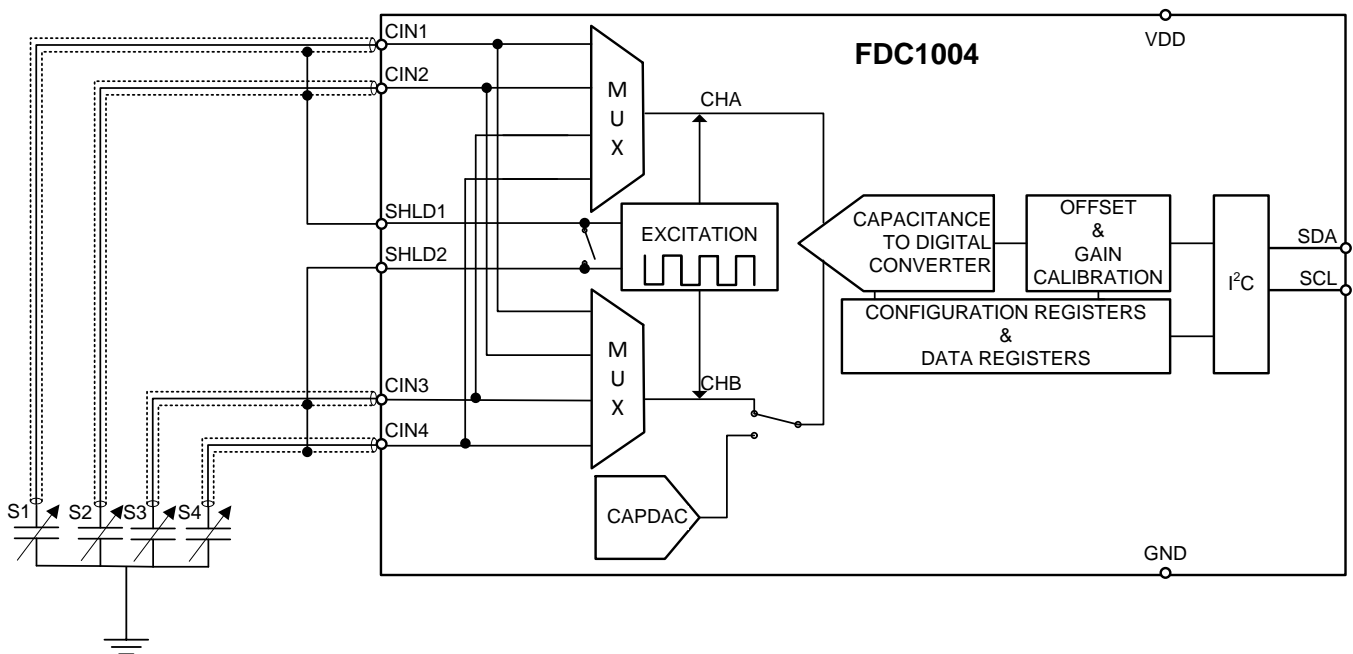 FDC1004
VDD
CIN1
CIN2
M
U
X
CHA
SHLD1
SHLD2
EXCITATION
CAPACITANCE
TO DIGITAL
CONVERTER
OFFSET
&
GAIN
CALIBRATION
I²C
SDA
SCL
CONFIGURATION REGISTERS
&
DATA REGISTERS
M
U
X
CHB
CIN3
CIN4
CAPDAC
S1
S2
S3
S4
GND